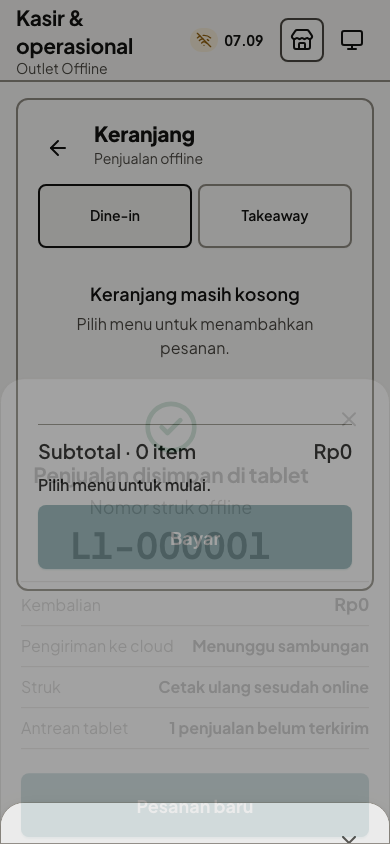 Kasir &
operasional
Outlet Offline
07.09
Keranjang
Penjualan offline
Dine-in
Takeaway
Keranjang masih kosong
Pilih menu untuk menambahkan
pesanan.
Subtotal · 0 item Rp0
Penjualan disimpan di tablet
Pilih menu untuk mulai.
Nomor struk offline
Bayar
L1-000001
Kembalian Rp0
Pengiriman ke cloud Menunggu sambungan
Struk Cetak ulang sesudah online
Antrean tablet 1 penjualan belum terkirim
Pesanan baru